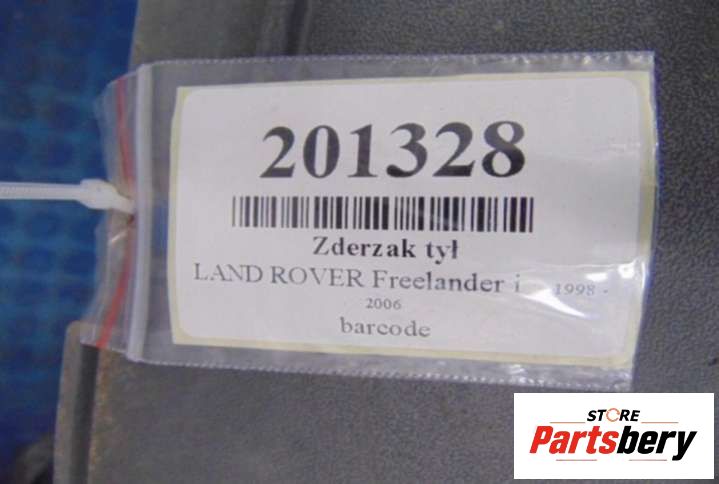 201328
Zderzak tył
LAND ROVER Freelander i 1998 -
2006
barcode
STORE
Partsbery